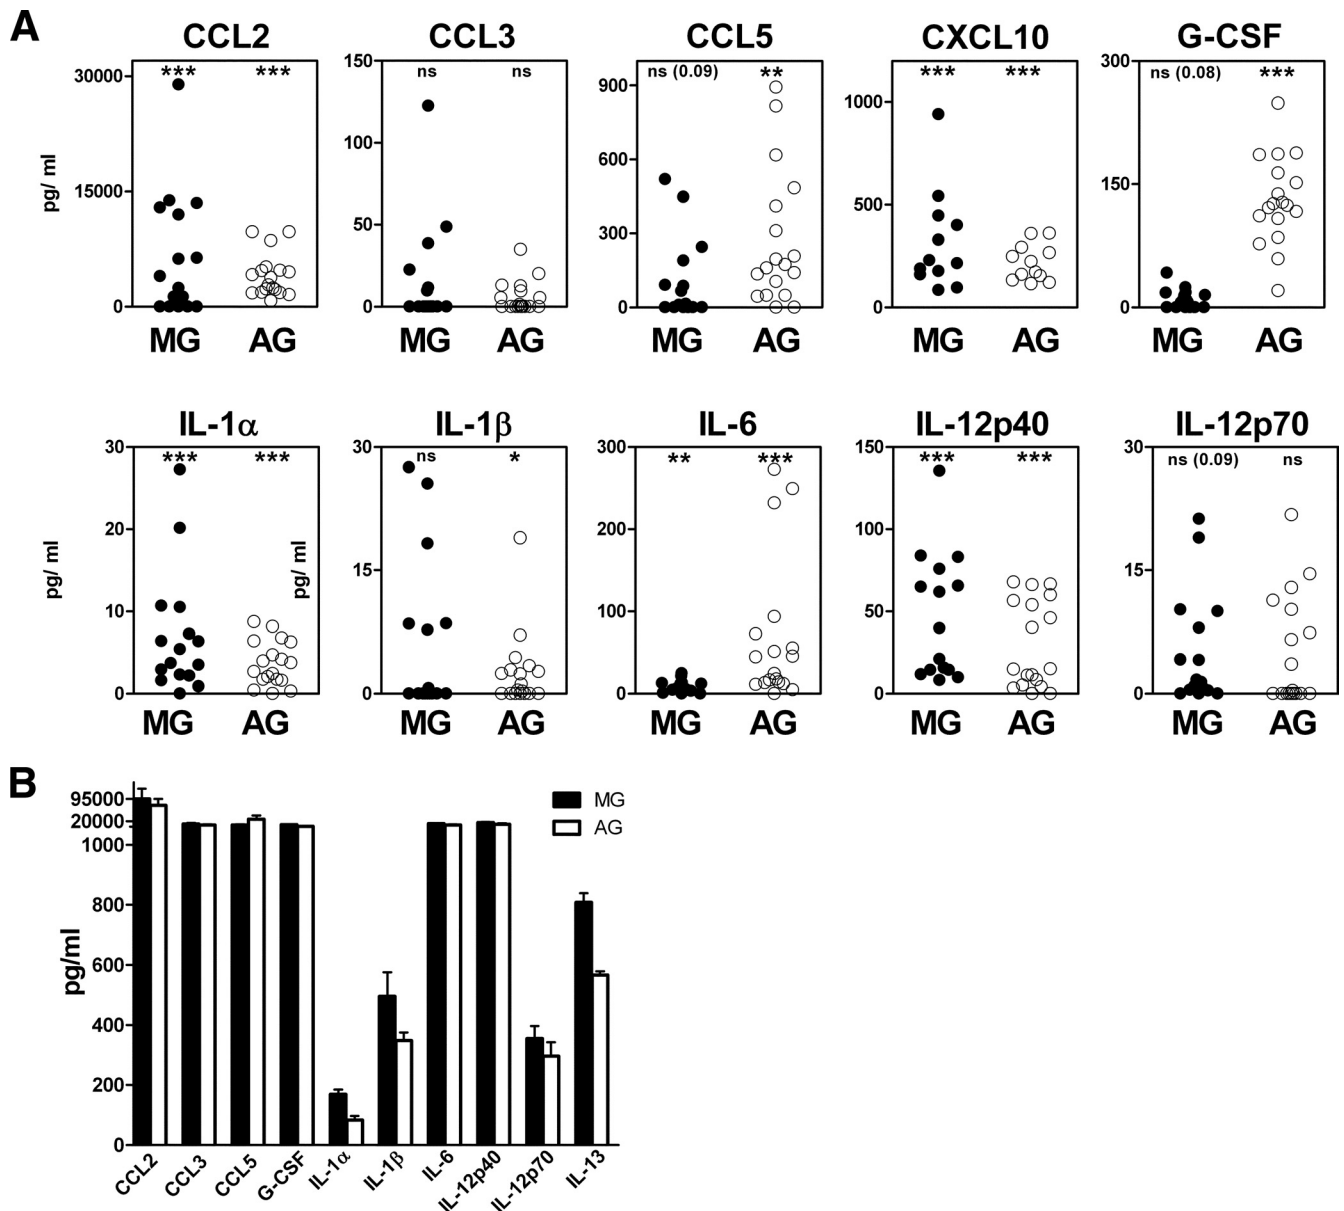 A
CCL2 CCL3 CCL5 CXCL10 G-CSF
*** *** ns ns ns (0.09) ** *** *** ns (0.08) ***
30000 150 900 1000 300
15000 100 600 500 150
0 50 300 0 0
0 0
pg/ ml
MG AG MG AG MG AG MG AG MG AG
IL-1α IL-1β IL-6 IL-12p40 IL-12p70
*** *** ns * ** *** *** *** ns (0.09) ns
30 30 300 150 30
20 15 200 100 15
10 0 100 50 0
0 0 0
pg/ ml pg/ ml
MG AG MG AG MG AG MG AG MG AG
B
95000
20000
1000
800
600
400
200
0
pg/ml
MG
AG
CCL2 CCL3 CCL5 G-CSF IL-1α IL-1β IL-6 IL-12p40 IL-12p70 IL-13